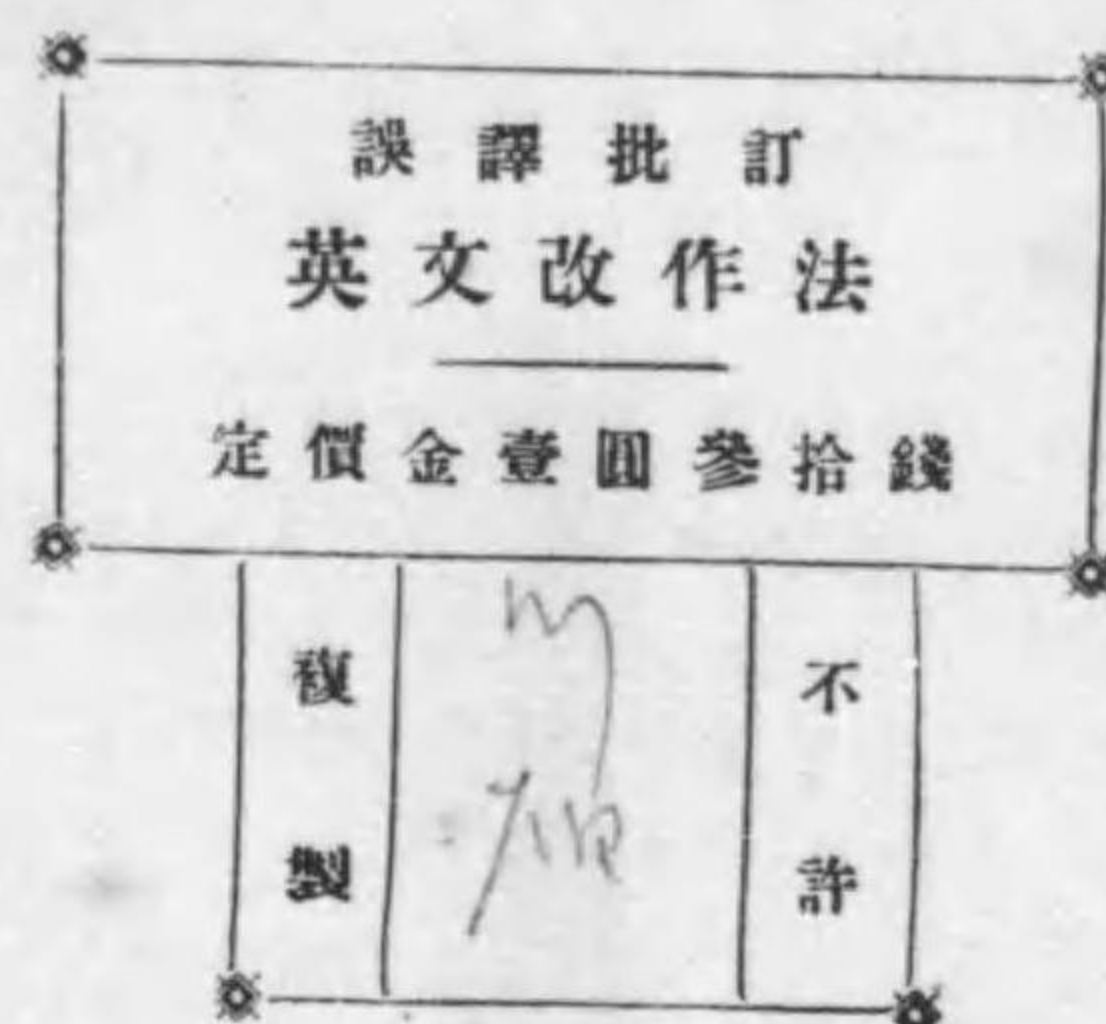 誤譯批訂
英文改作法
定價金壹圓參拾錢
不許
複製